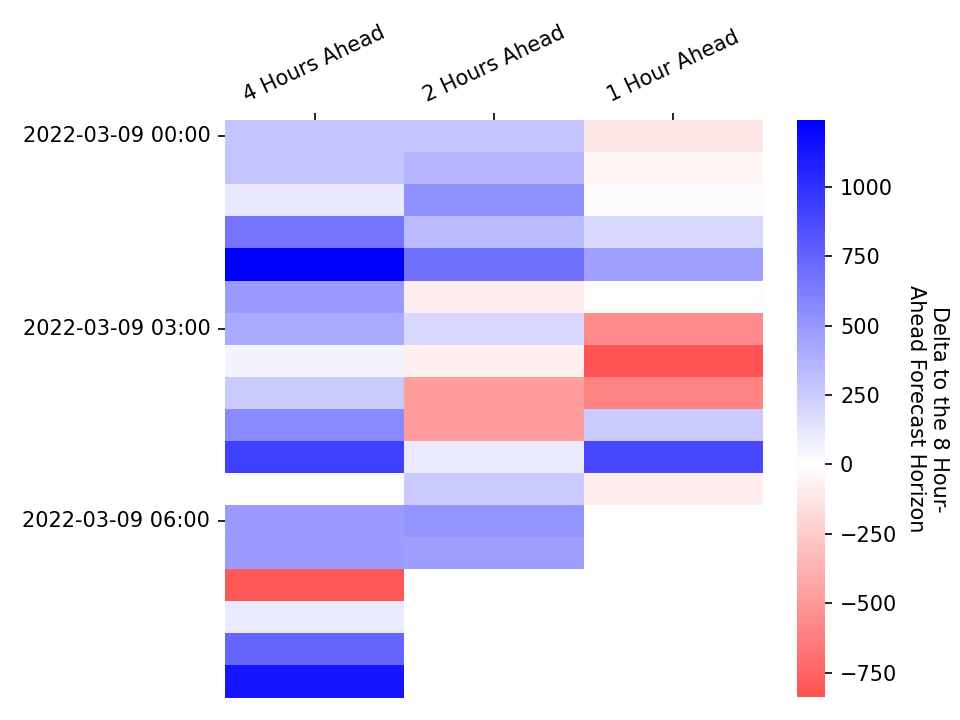 4 Hours Ahead
2 Hours Ahead
1 Hour Ahead
2022-03-09 00:00
2022-03-09 03:00
2022-03-09 06:00
1000
750
500
250
0
−250
−500
−750
Delta to the 8 Hour-
Ahead Forecast Horizon